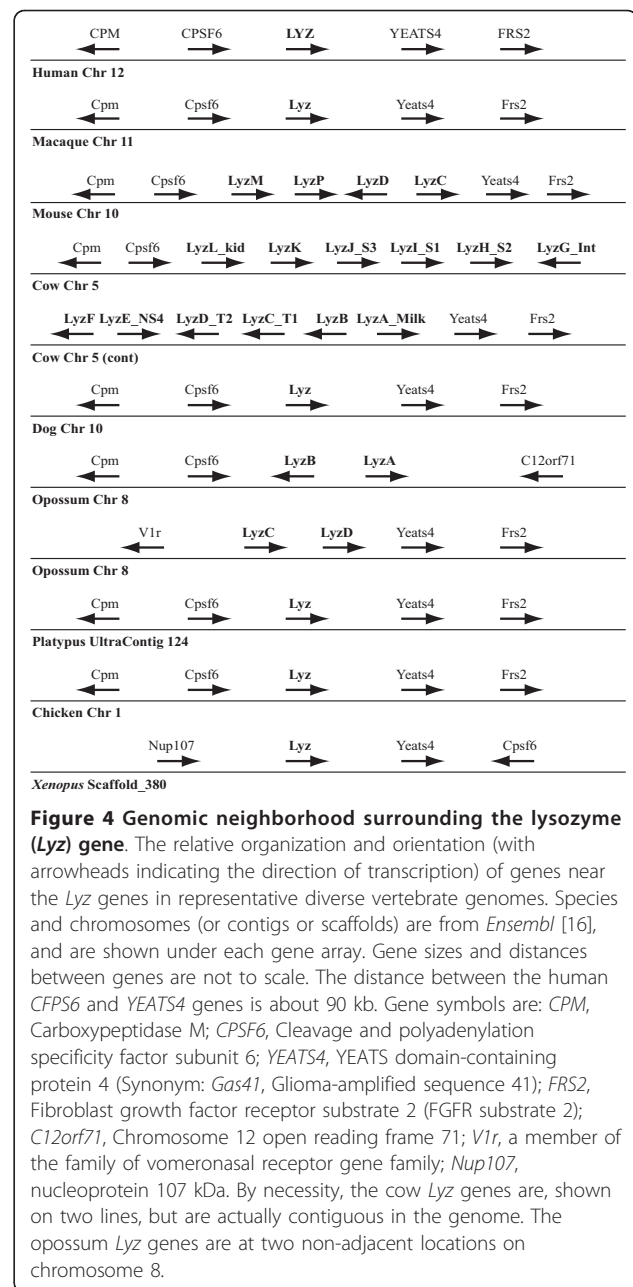 CPM CPSF6 LYZ YEATS4 FRS2
Human Chr 12
Cpm Cpsf6 Lyz Yeats4 Frs2
Macaque Chr 11
Cpm Cpsf6 LyzM LyzP LyzD LyzC Yeats4 Frs2
Mouse Chr 10
Cpm Cpsf6 LyzL_kid LyzK LyzJ_S3 LyzI_S1 LyzH_S2 LyzG_Int
Cow Chr 5
LyzF LyzE_NS4 LyzD_T2 LyzC_T1 LyzB LyzA_Milk Yeats4 Frs2
Cow Chr 5 (cont)
Cpm Cpsf6 Lyz Yeats4 Frs2
Dog Chr 10
Cpm Cpsf6 LyzB LyzA C12orf71
Opossum Chr 8
V1r LyzC LyzD Yeats4 Frs2
Opossum Chr 8
Cpm Cpsf6 Lyz Yeats4 Frs2
Platypus UltraContig 124
Cpm Cpsf6 Lyz Yeats4 Frs2
Chicken Chr 1
Nup107 Lyz Yeats4 Cpsf6
Xenopus Scaffold_380
Figure 4 Genomic neighborhood surrounding the lysozyme
(Lyz) gene. The relative organization and orientation (with
arrowheads indicating the direction of transcription) of genes near
the Lyz genes in representative diverse vertebrate genomes. Species
and chromosomes (or contigs or scaffolds) are from Ensembl [16],
and are shown under each gene array. Gene sizes and distances
between genes are not to scale. The distance between the human
CFPS6 and YEATS4 genes is about 90 kb. Gene symbols are: CPM,
Carboxypeptidase M; CPSF6, Cleavage and polyadenylation
specificity factor subunit 6; YEATS4, YEATS domain-containing
protein 4 (Synonym: Gas41, Glioma-amplified sequence 41); FRS2,
Fibroblast growth factor receptor substrate 2 (FGFR substrate 2);
C12orf71, Chromosome 12 open reading frame 71; V1r, a member of
the family of vomeronasal receptor gene family; Nup107,
nucleoprotein 107 kDa. By necessity, the cow Lyz genes are, shown
on two lines, but are actually contiguous in the genome. The
opossum Lyz genes are at two non-adjacent locations on
chromosome 8.